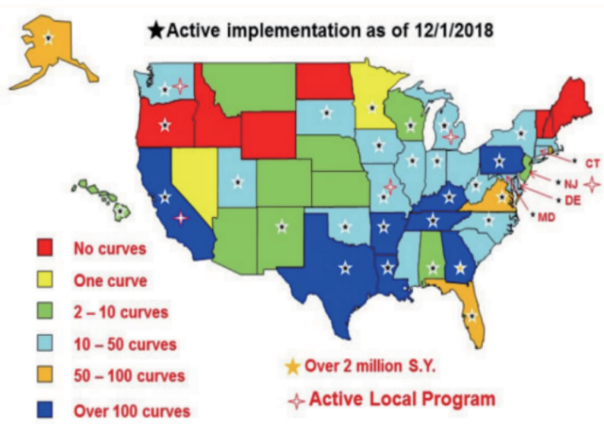 ★Active implementation as of 12/1/2018
CT
NJ
DE
MD
No curves
One curve
2 – 10 curves
10 – 50 curves
50 – 100 curves
Over 100 curves
Over 2 million S.Y.
Active Local Program